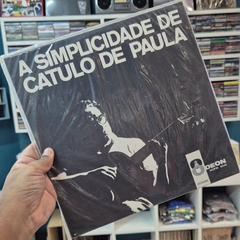 A SIMPLICIDADE DE
CATULO DE PAULA
ODEON